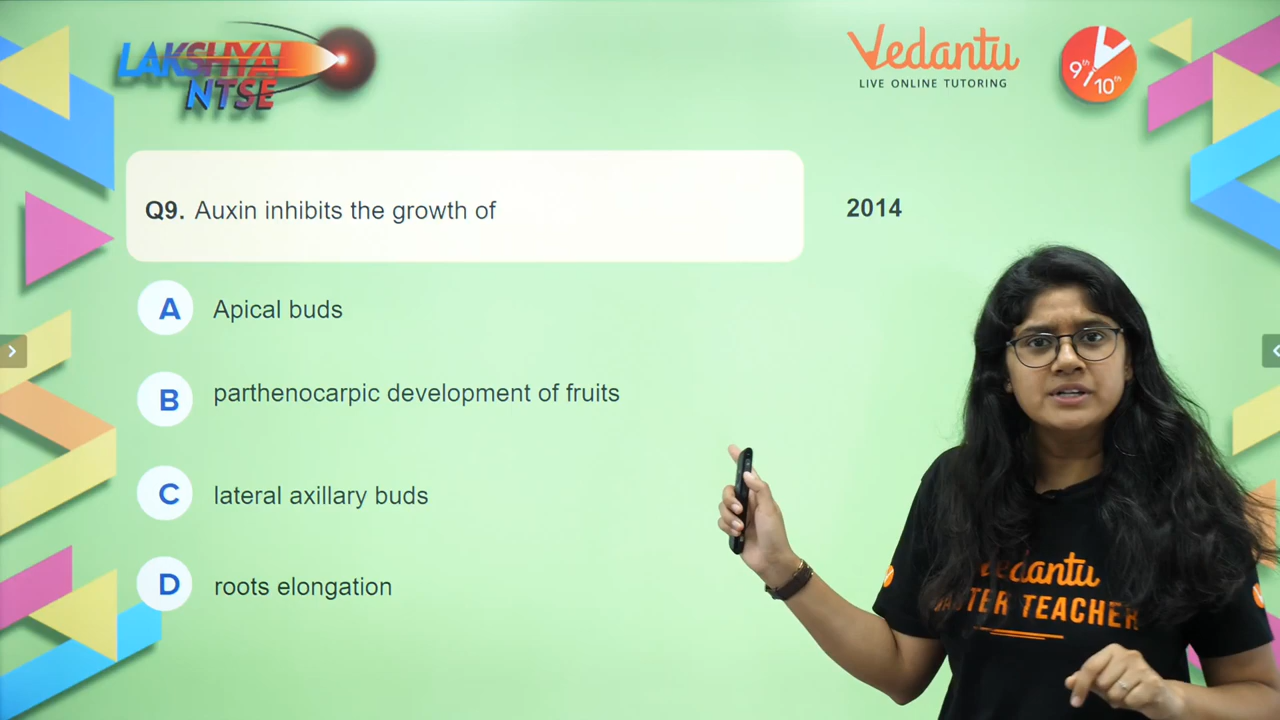 LAKSHYA
NTSE
Vedantu
LIVE ONLINE TUTORING
9th
10th
Q9. Auxin inhibits the growth of
2014
A Apical buds
B parthenocarpic development of fruits
C lateral axillary buds
D roots elongation
vedantu
MASTER TEACHER